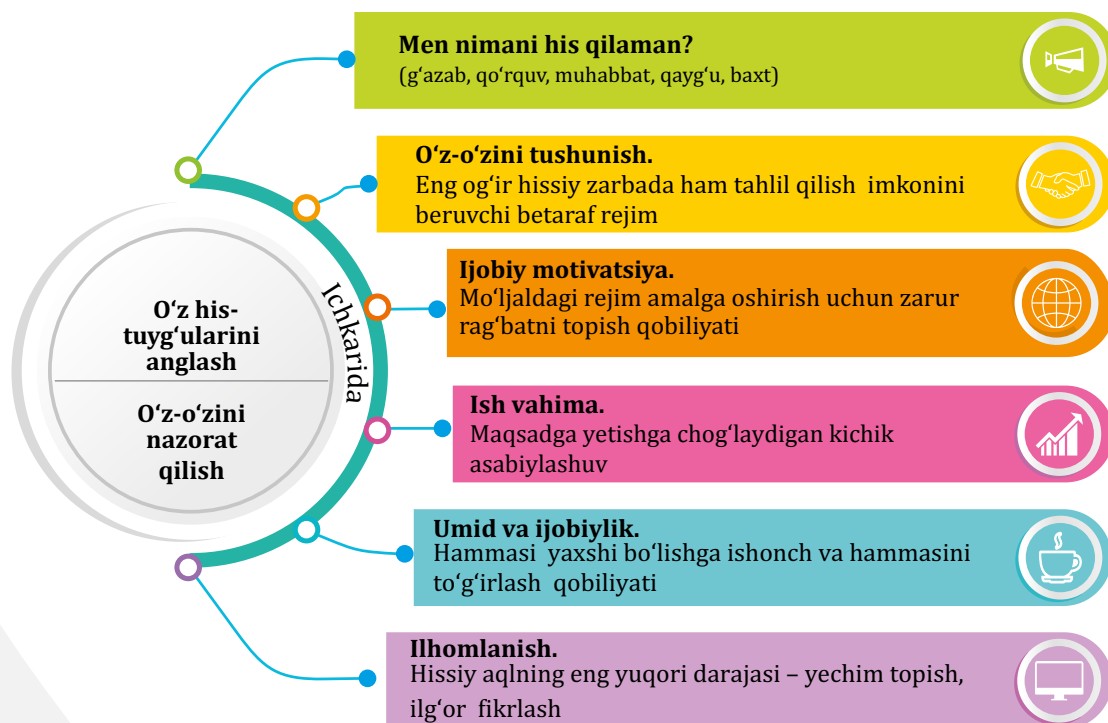 Men nimani his qilaman?
(g‘azab, qo‘rquv, muhabbat, qayg‘u, baxt)
O‘z-o‘zini tushunish.
Eng og‘ir hissiy zarbada ham tahlil qilish imkonini
beruvchi betaraf rejim
Ijobiy motivatsiya.
Mo‘ljaldagi rejim amalga oshirish uchun zarur
rag‘batni topish qobiliyati
Ish vahima.
Maqsadga yetishga chog‘laydigan kichik
asabiylashuv
Umid va ijobiylik.
Hammasi yaxshi bo‘lishga ishonch va hammasini
to‘g‘irlash qobiliyati
Ilhomlanish.
Hissiy aqlning eng yuqori darajasi – yechim topish,
ilg‘or fikrlash
O‘z his-
tuyg‘ularini
anglash
O‘z-o‘zini
nazorat
qilish
Ichkarida